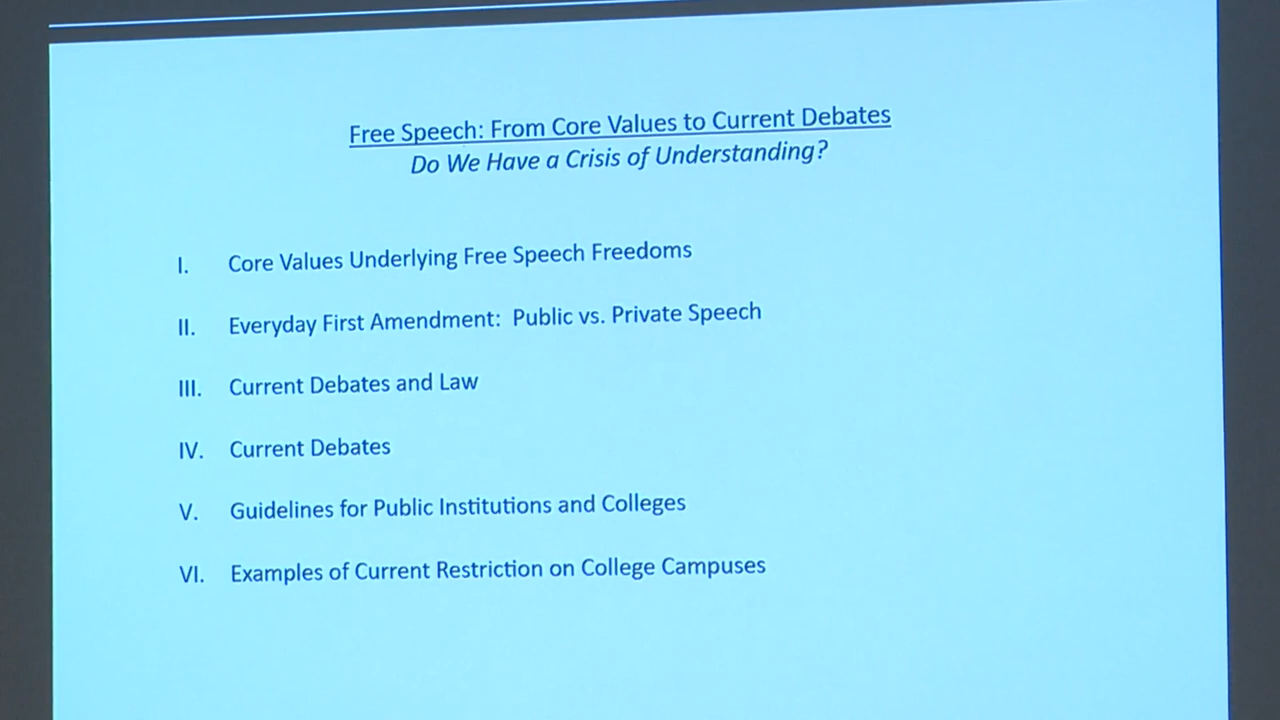 Free Speech: From Core Values to Current Debates
Do We Have a Crisis of Understanding?
I. Core Values Underlying Free Speech Freedoms
II. Everyday First Amendment: Public vs. Private Speech
III. Current Debates and Law
IV. Current Debates
V. Guidelines for Public Institutions and Colleges
VI. Examples of Current Restriction on College Campuses